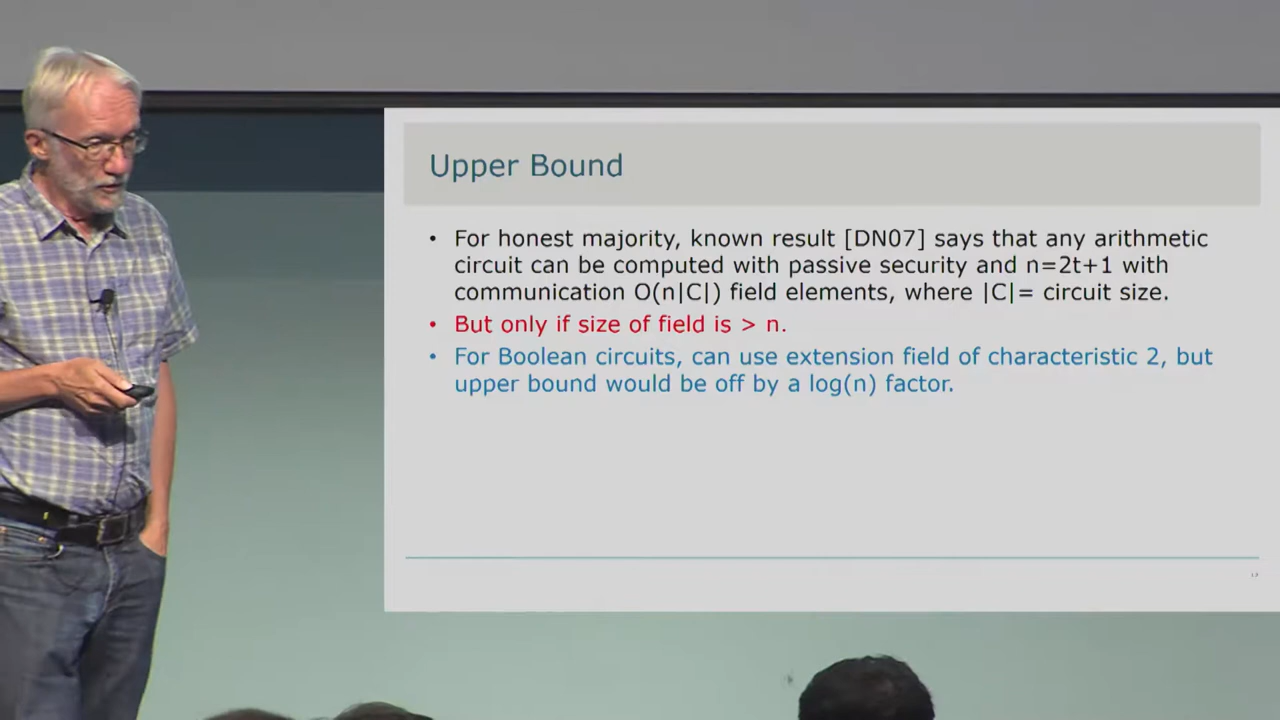 Upper Bound
• For honest majority, known result [DN07] says that any arithmetic
circuit can be computed with passive security and n=2t+1 with
communication O(n|C|) field elements, where |C|= circuit size.
• But only if size of field is > n.
• For Boolean circuits, can use extension field of characteristic 2, but
upper bound would be off by a log(n) factor.